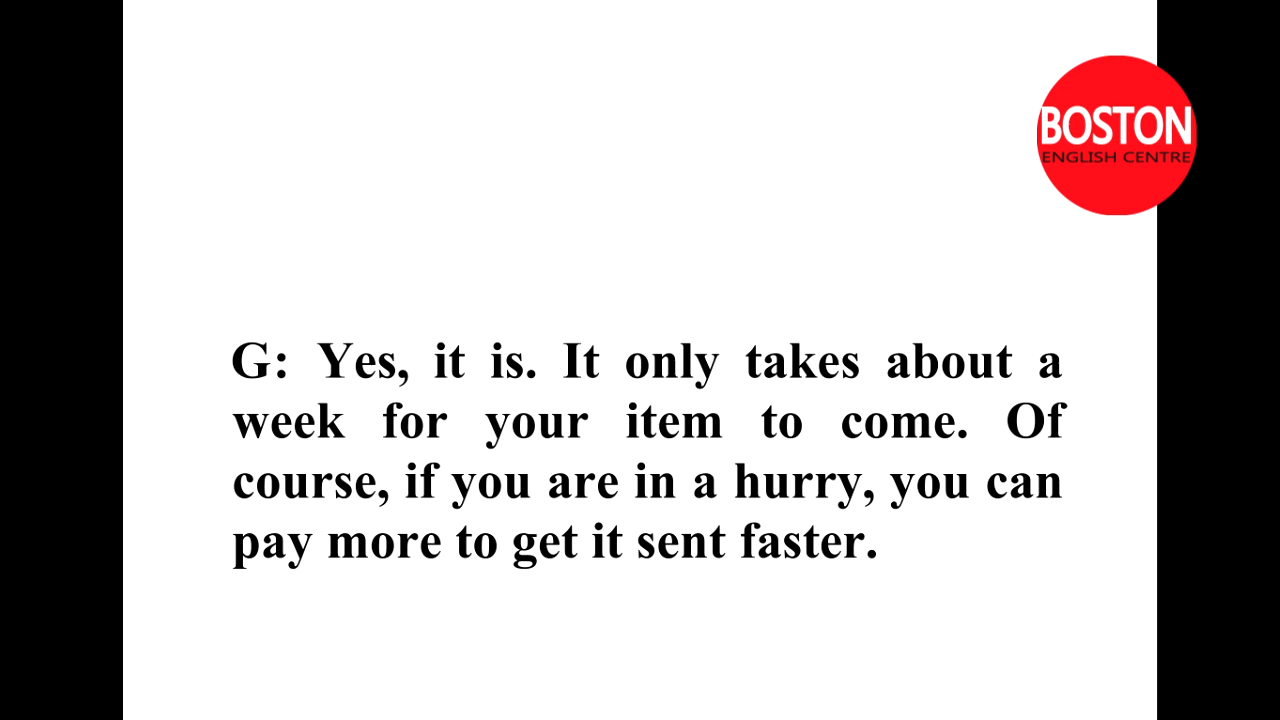 BOSTON
ENGLISH CENTRE
G: Yes, it is. It only takes about a
week for your item to come. Of
course, if you are in a hurry, you can
pay more to get it sent faster.